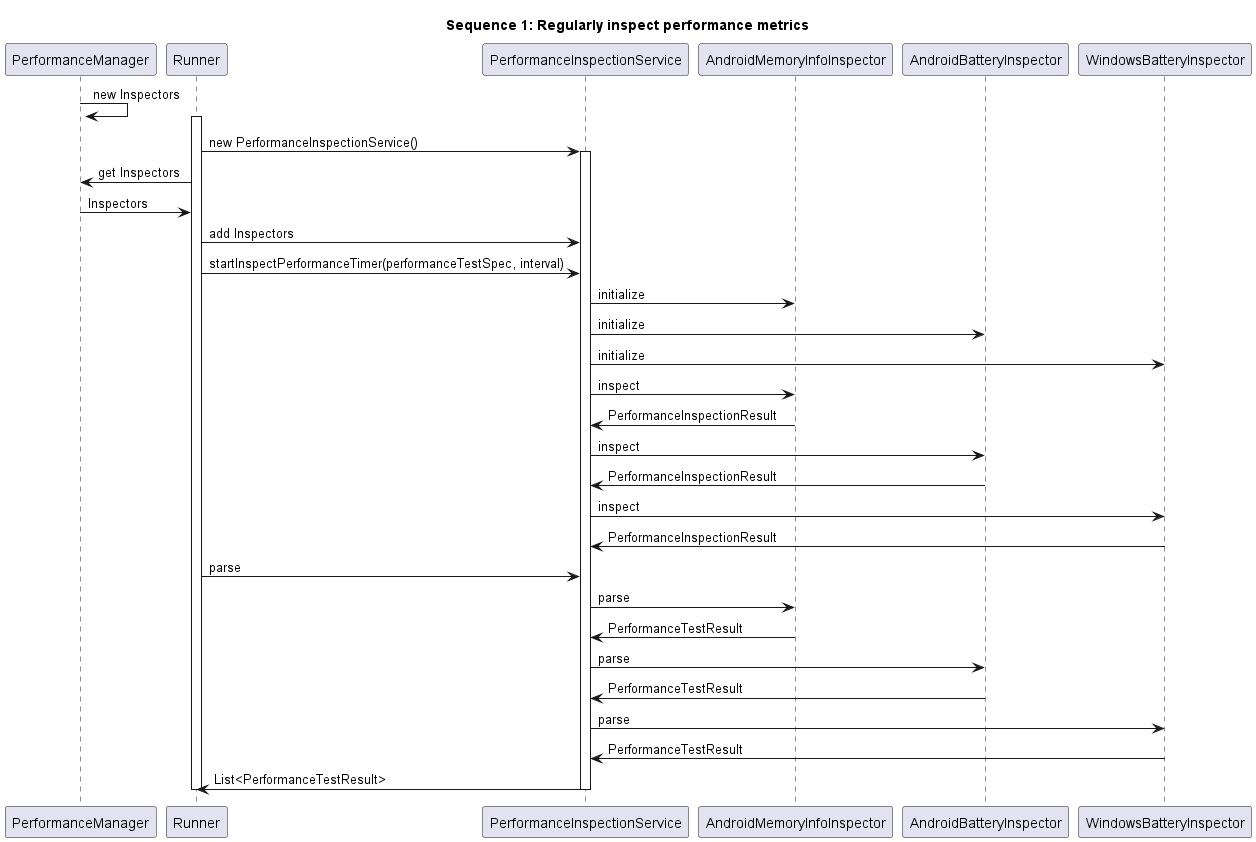 Sequence 1: Regularly inspect performance metrics
PerformanceManager
Runner
PerformanceInspectionService
AndroidMemoryInfoInspector
AndroidBatteryInspector
WindowsBatteryInspector
new Inspectors
new PerformanceInspectionService()
get Inspectors
Inspectors
add Inspectors
startInspectPerformanceTimer(performanceTestSpec, interval)
initialize
initialize
initialize
inspect
PerformanceInspectionResult
inspect
PerformanceInspectionResult
inspect
PerformanceInspectionResult
parse
parse
PerformanceTestResult
parse
PerformanceTestResult
parse
PerformanceTestResult
List<PerformanceTestResult>
PerformanceManager
Runner
PerformanceInspectionService
AndroidMemoryInfoInspector
AndroidBatteryInspector
WindowsBatteryInspector